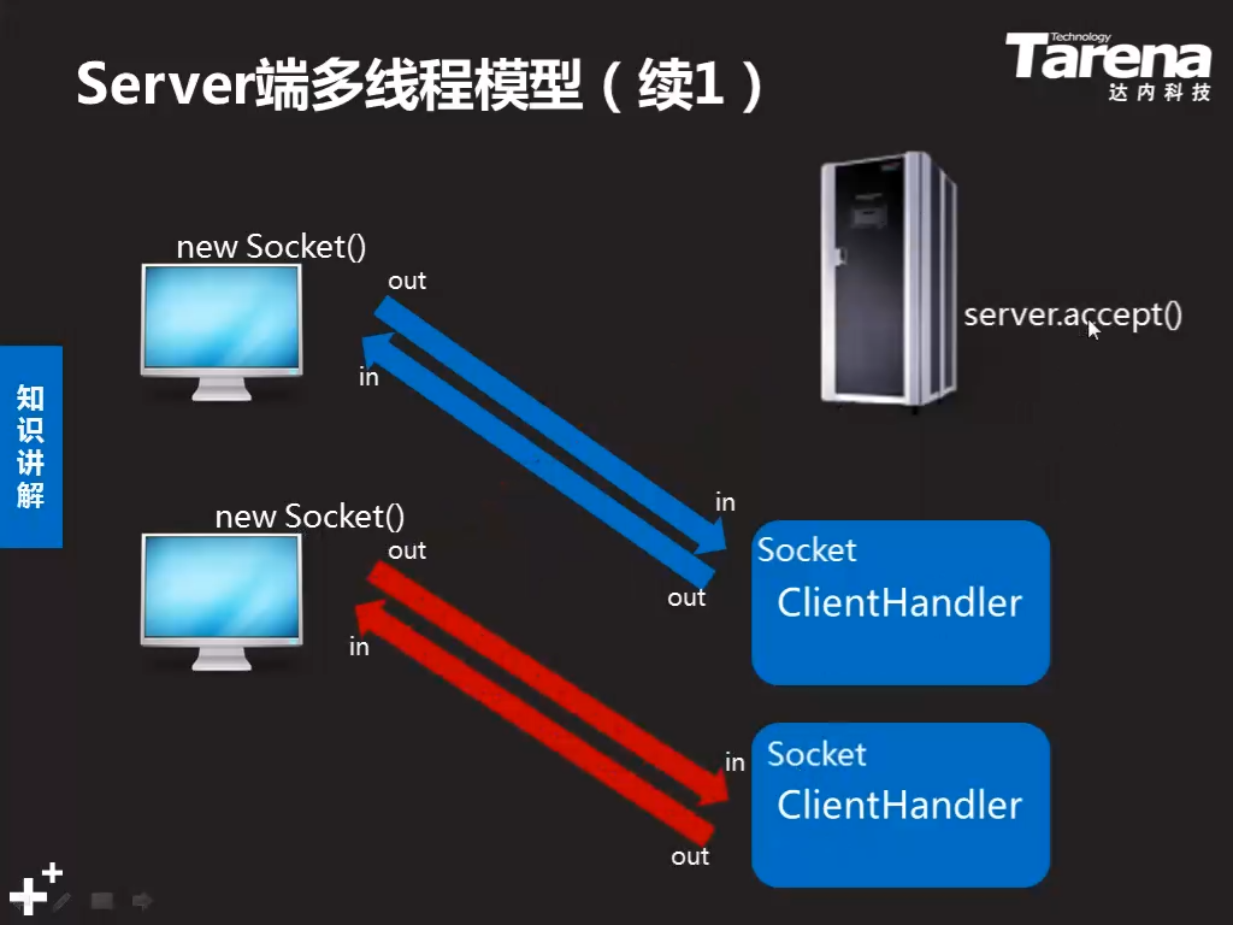 Server端多线程模型（续1）
Technology
Tarena
达内科技
new Socket()
out
in
server.accept()
知识讲解
new Socket()
out
in
in
out
Socket
ClientHandler
in
out
Socket
ClientHandler